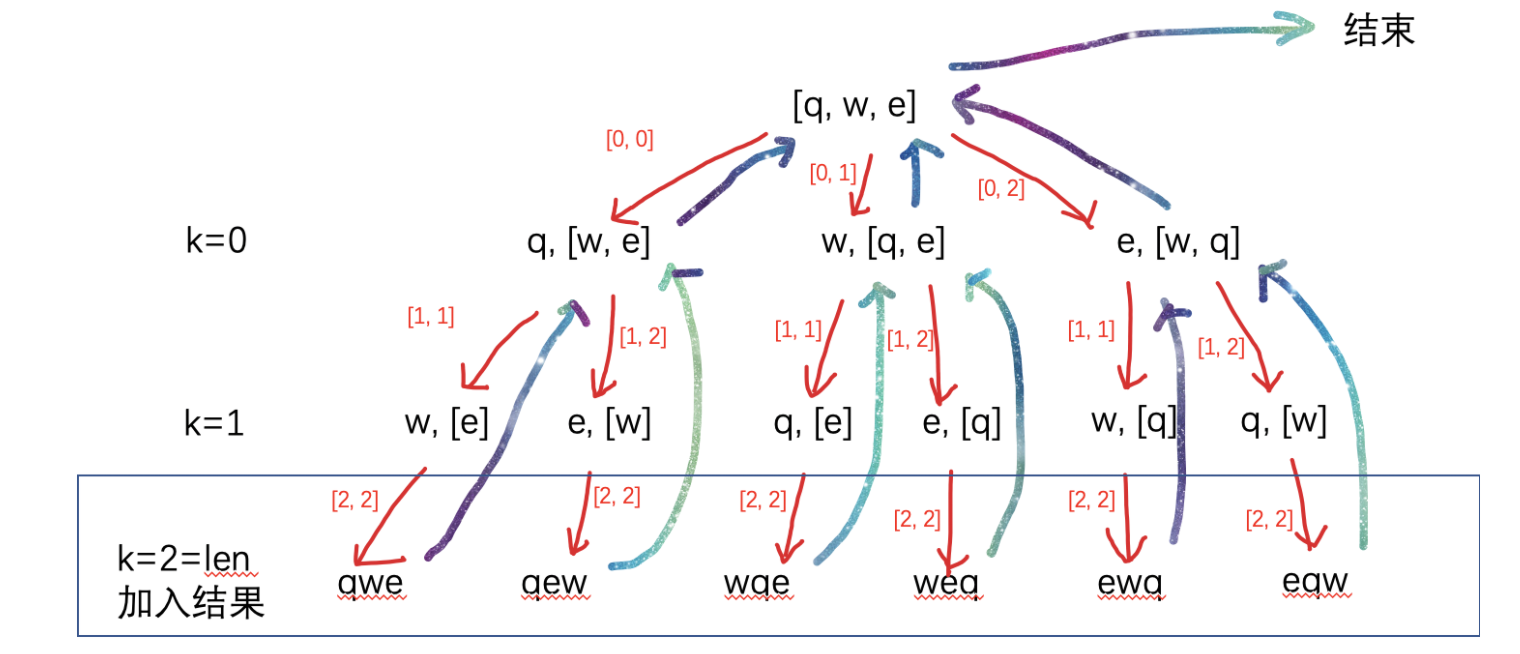 结束
[q, w, e]
[0, 0]
[0, 1]
[0, 2]
k=0
q, [w, e]
w, [q, e]
e, [w, q]
[1, 1]
[1, 2]
[1, 1]
[1, 2]
[1, 1]
[1, 2]
k=1
w, [e]
e, [w]
q, [e]
e, [q]
w, [q]
q, [w]
[2, 2]
[2, 2]
[2, 2]
[2, 2]
[2, 2]
[2, 2]
k=2=len
加入结果
qwe
qew
wqe
weq
ewq
eqw